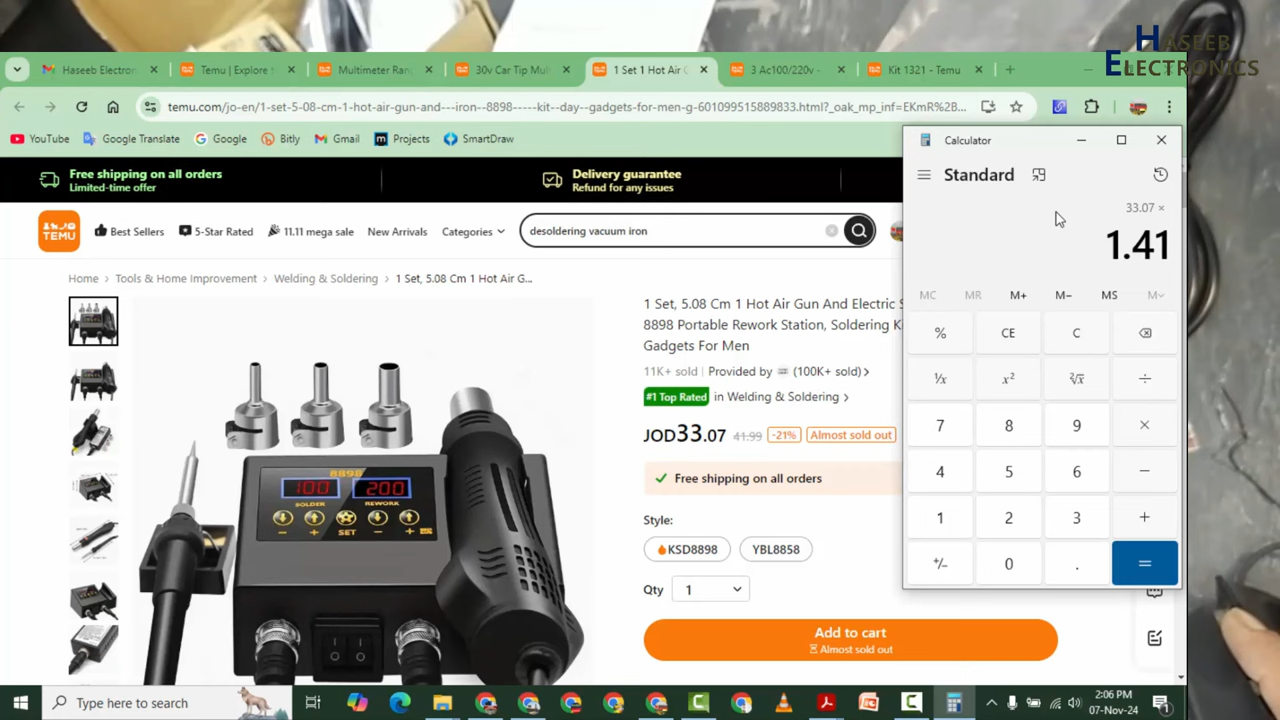 HASEEB
ELECTRONICS
Haseeb Electron
Temu | Explore t
Multimeter Ran
30v Car Tip Mul
1 Set 1 Hot Air G
3 Ac100/220v -
Kit 1321 - Temu
temu.com/jo-en/1-set-5-08-cm-1-hot-air-gun-and---iron--8898-----kit--day--gadgets-for-men-g-601099515889833.html?_oak_mp_inf=EKmR%2B...
YouTube
Google Translate
Google
Bitly
Gmail
Projects
SmartDraw
Free shipping on all orders
Limited-time offer
Delivery guarantee
Refund for any issues
TEMU
Best Sellers
5-Star Rated
11.11 mega sale
New Arrivals
Categories
desoldering vacuum iron
Home > Tools & Home Improvement > Welding & Soldering > 1 Set, 5.08 Cm 1 Hot Air G...
1 Set, 5.08 Cm 1 Hot Air Gun And Electric S
8898 Portable Rework Station, Soldering K
Gadgets For Men
11K+ sold | Provided by (100K+ sold) >
#1 Top Rated in Welding & Soldering >
JOD33.07 41.99 -21% Almost sold out
Free shipping on all orders
Style:
KSD8898
YBL8858
Qty 1
Add to cart
Almost sold out
8898
100 200
SOLDER REWORK
− + SET − +
Calculator
Standard
33.07 ×
1.41
MC MR M+ M− MS M˅
% CE C
¹/x x² ²√x ÷
7 8 9 ×
4 5 6 −
1 2 3 +
+/− 0 . =
Type here to search
2:06 PM
07-Nov-24
1